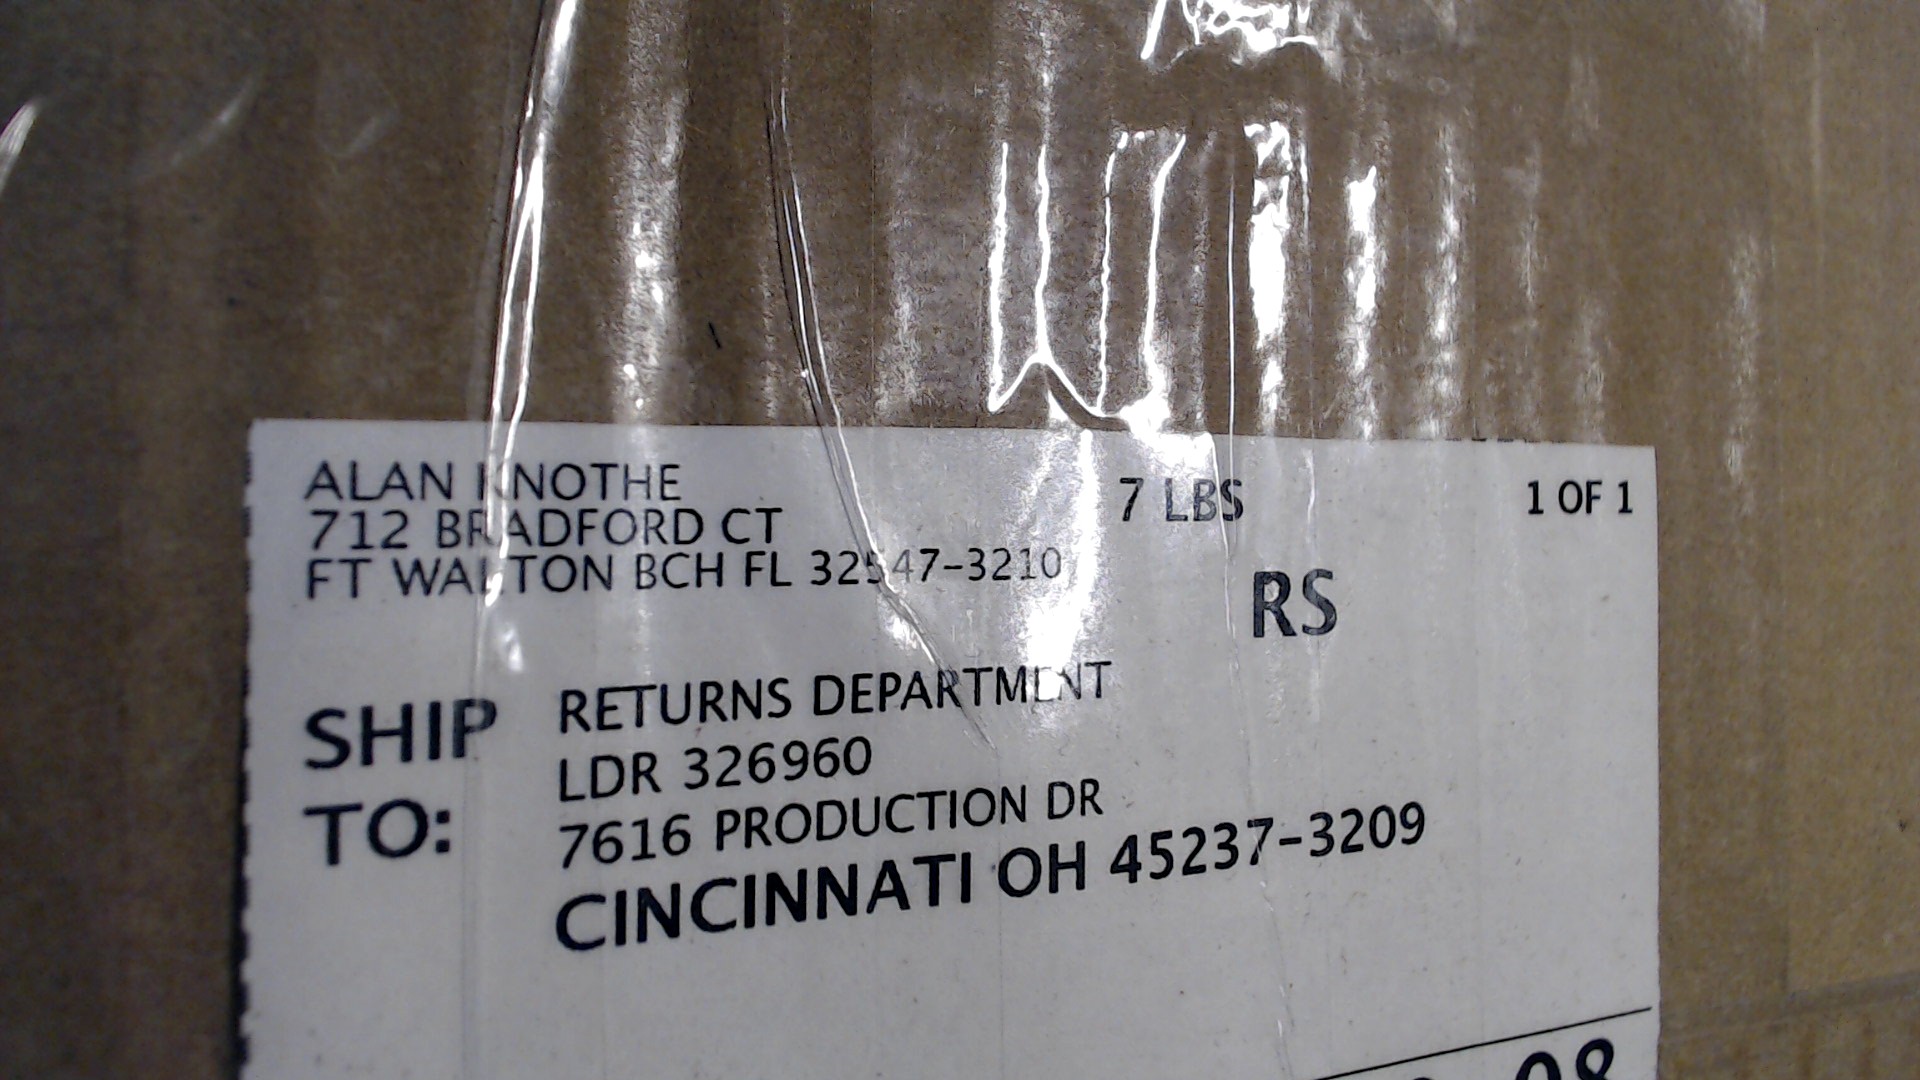 ALAN KNOTHE 7 LBS 1 OF 1
712 BRADFORD CT
FT WALTON BCH FL 32547-3210
RS
SHIP TO:
RETURNS DEPARTMENT
LDR 326960
7616 PRODUCTION DR
CINCINNATI OH 45237-3209